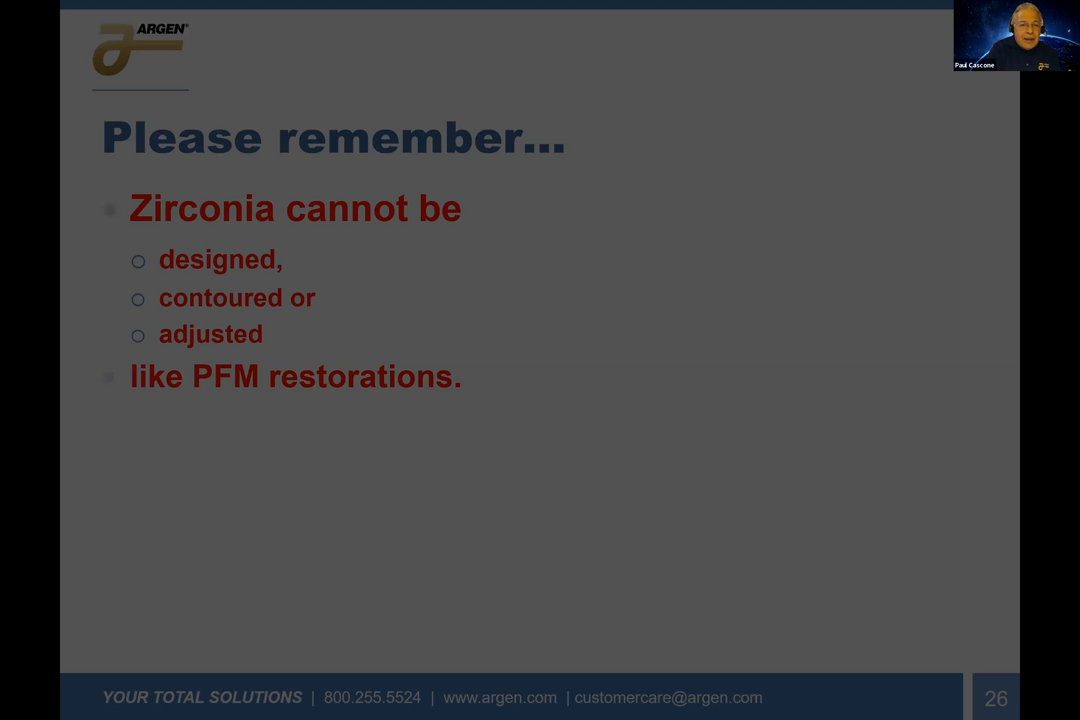 ARGEN®
Paul Cascone
Please remember...
Zirconia cannot be
designed,
contoured or
adjusted
like PFM restorations.
YOUR TOTAL SOLUTIONS | 800.255.5524 | www.argen.com | customercare@argen.com
26